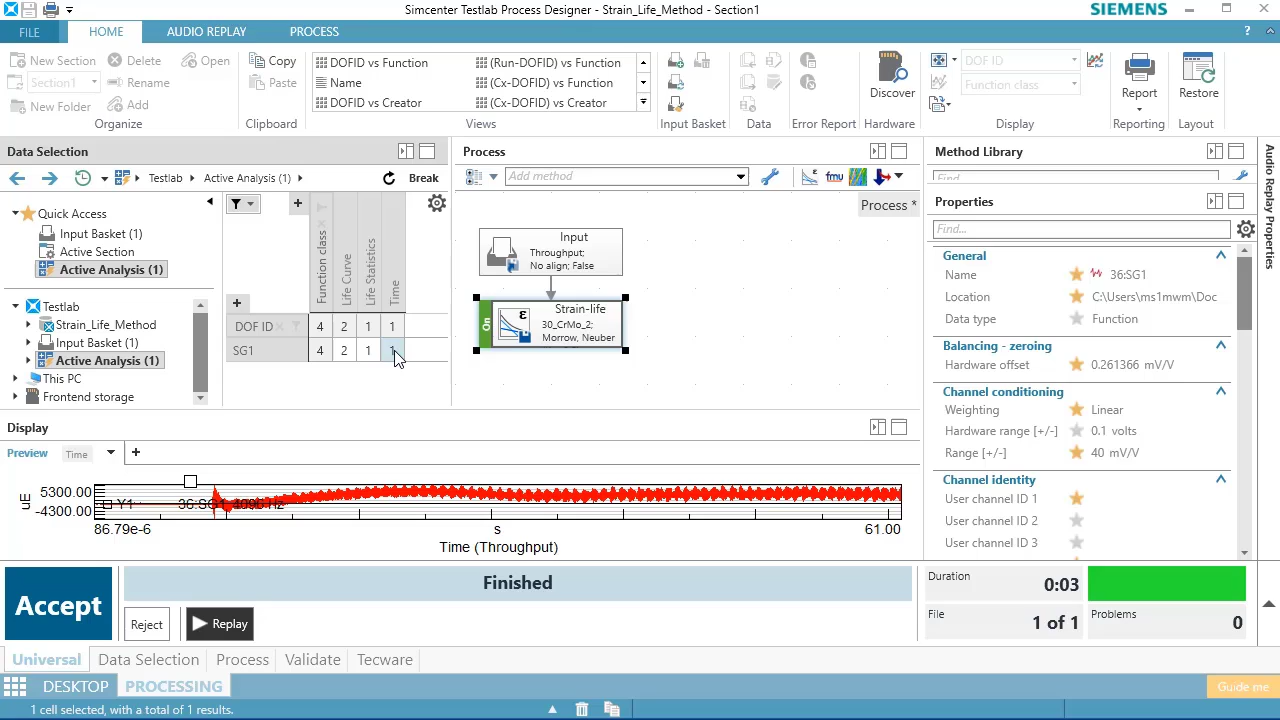 Simcenter Testlab Process Designer - Strain_Life_Method - Section1
SIEMENS
FILE HOME AUDIO REPLAY PROCESS
?
New Section Delete Open
Section1 Rename
New Folder Add
Organize
Copy
Paste
Clipboard
DOFID vs Function (Run-DOFID) vs Function
Name (Cx-DOFID) vs Function
DOFID vs Creator (Cx-DOFID) vs Creator
Views
Input Basket
Data
Error Report
Discover
Hardware
DOF ID
Function class
Display
Report
Reporting
Restore
Layout
Data Selection
Testlab Active Analysis (1) Break
Quick Access
Input Basket (1)
Active Section
Active Analysis (1)
Testlab
Strain_Life_Method
Input Basket (1)
Active Analysis (1)
This PC
Frontend storage
Function class
Life Curve
Life Statistics
Time
DOF ID 4 2 1 1
SG1 4 2 1 1
Process
Add method
fmu
Process *
Input
Throughput;
No align; False
On
ε
Strain-life
30_CrMo_2;
Morrow, Neuber
Method Library
Find...
Properties
Find...
General
Name 36:SG1
Location C:\Users\ms1mwm\Doc
Data type Function
Balancing - zeroing
Hardware offset 0.261366 mV/V
Channel conditioning
Weighting Linear
Hardware range [+/-] 0.1 volts
Range [+/-] 40 mV/V
Channel identity
User channel ID 1
User channel ID 2
User channel ID 3
Audio Replay Properties
Display
Preview Time
uE
5300.00
-4300.00
Y1
86.79e-6 s 61.00
Time (Throughput)
Accept
Finished
Reject Replay
Duration 0:03
File 1 of 1
Problems 0
Universal Data Selection Process Validate Tecware
DESKTOP PROCESSING
Guide me
1 cell selected, with a total of 1 results.